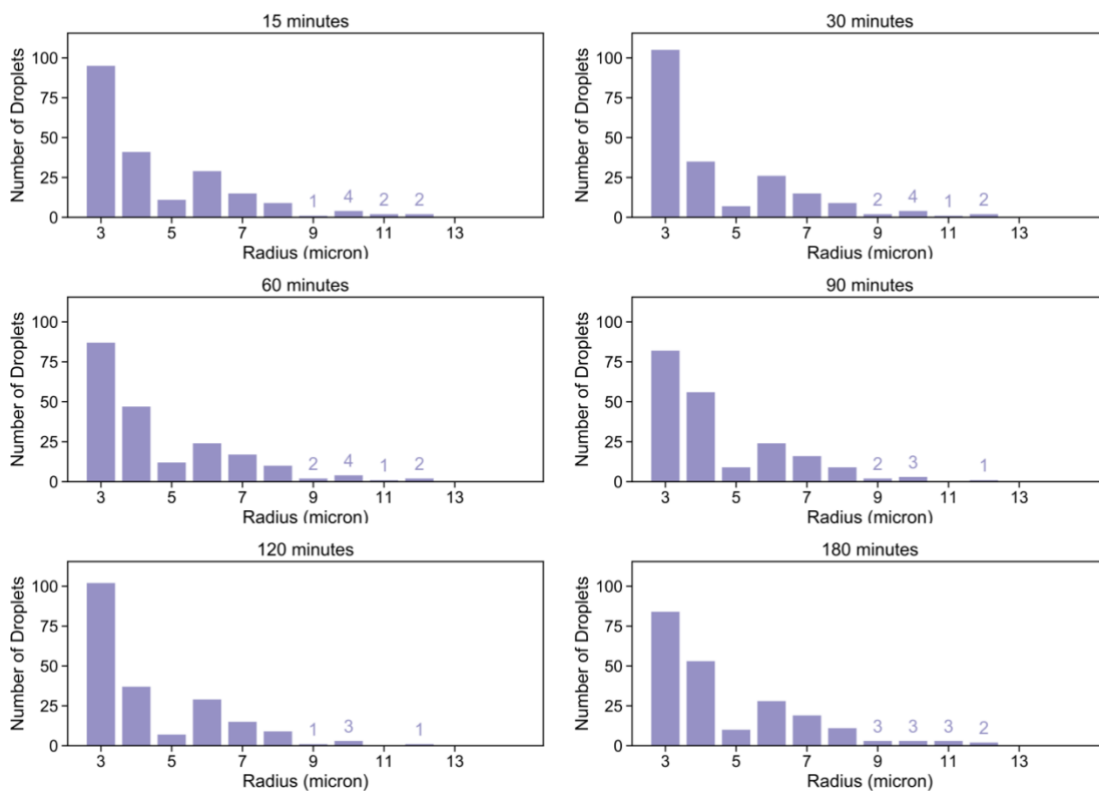 15 minutes
Number of Droplets
100
75
50
25
0
1 4 2 2
3 5 7 9 11 13
Radius (micron)
30 minutes
Number of Droplets
100
75
50
25
0
2 4 1 2
3 5 7 9 11 13
Radius (micron)
60 minutes
Number of Droplets
100
75
50
25
0
2 4 1 2
3 5 7 9 11 13
Radius (micron)
90 minutes
Number of Droplets
100
75
50
25
0
2 3 1
3 5 7 9 11 13
Radius (micron)
120 minutes
Number of Droplets
100
75
50
25
0
1 3 1
3 5 7 9 11 13
Radius (micron)
180 minutes
Number of Droplets
100
75
50
25
0
3 3 3 2
3 5 7 9 11 13
Radius (micron)